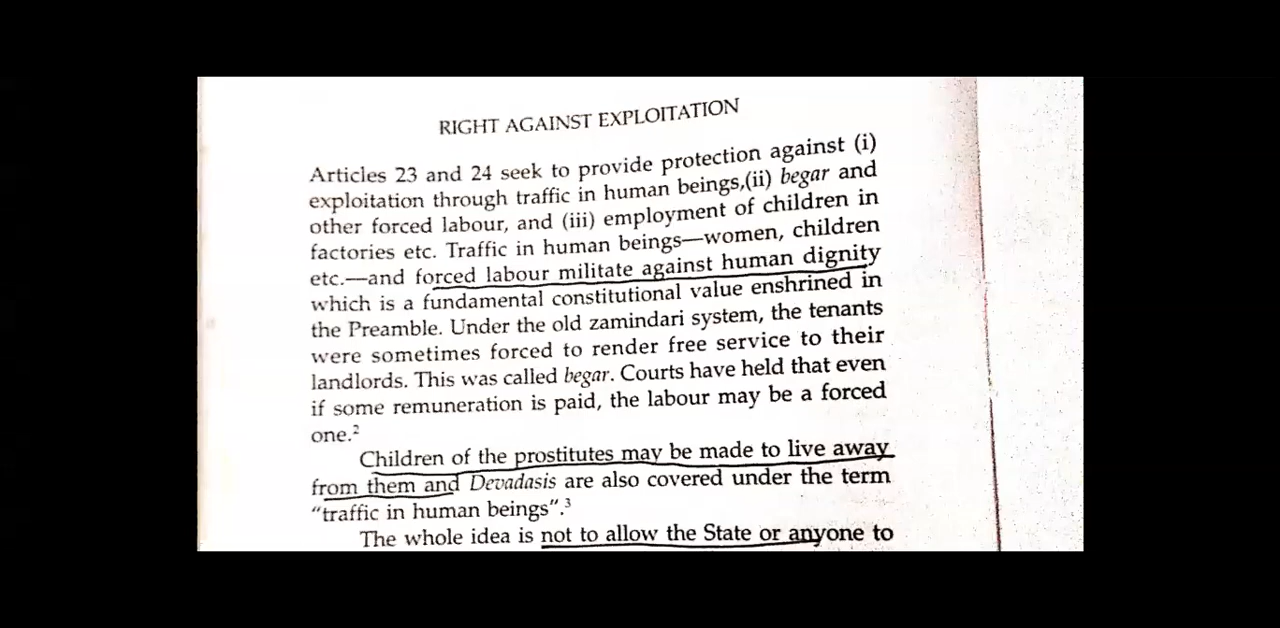 RIGHT AGAINST EXPLOITATION
Articles 23 and 24 seek to provide protection against (i)
exploitation through traffic in human beings,(ii) begar and
other forced labour, and (iii) employment of children in
factories etc. Traffic in human beings—women, children
etc.—and forced labour militate against human dignity
which is a fundamental constitutional value enshrined in
the Preamble. Under the old zamindari system, the tenants
were sometimes forced to render free service to their
landlords. This was called begar. Courts have held that even
if some remuneration is paid, the labour may be a forced
one.²
Children of the prostitutes may be made to live away
from them and Devadasis are also covered under the term
“traffic in human beings”.³
The whole idea is not to allow the State or anyone to